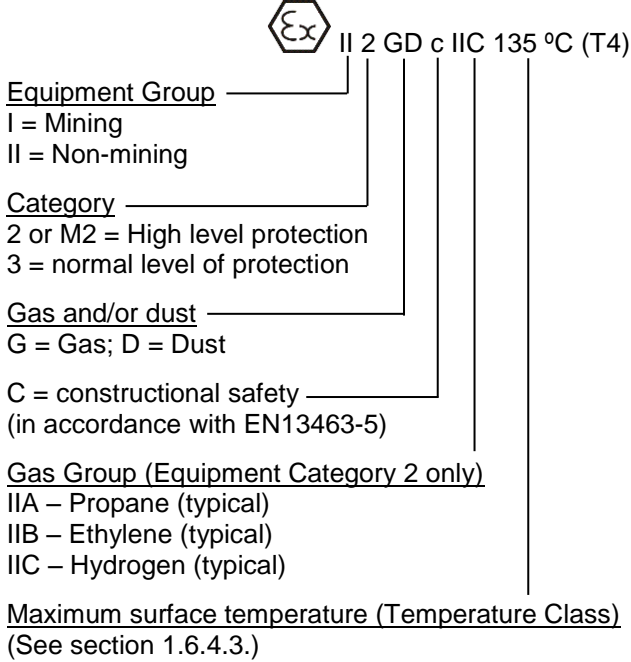 Ex II 2 GD c IIC 135 ºC (T4)
Equipment Group
I = Mining
II = Non-mining
Category
2 or M2 = High level protection
3 = normal level of protection
Gas and/or dust
G = Gas; D = Dust
C = constructional safety
(in accordance with EN13463-5)
Gas Group (Equipment Category 2 only)
IIA – Propane (typical)
IIB – Ethylene (typical)
IIC – Hydrogen (typical)
Maximum surface temperature (Temperature Class)
(See section 1.6.4.3.)